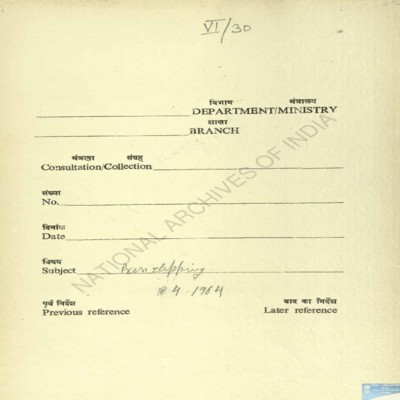 VI/30
विभाग मंत्रालय
DEPARTMENT/MINISTRY
शाखा
BRANCH
मंत्रणा संग्रह
Consultation/Collection
संख्या
No.
दिनांक
Date
विषय
Subject Press clipping
4 . 1964
पूर्व निर्देश बाद का निर्देश
Previous reference Later reference
NATIONAL ARCHIVES OF INDIA